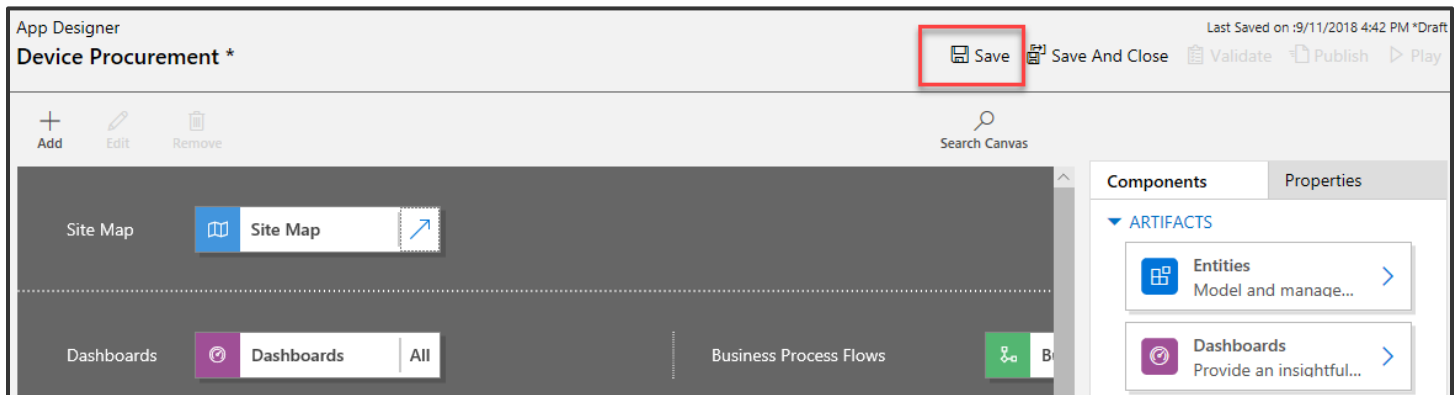 App Designer
Last Saved on :9/11/2018 4:42 PM *Draft
Device Procurement *
Save
Save And Close
Validate
Publish
Play
Add
Edit
Remove
Search Canvas
Components
Properties
Site Map
Site Map
ARTIFACTS
Entities
Model and manage...
Dashboards
Dashboards
All
Business Process Flows
Dashboards
Provide an insightful...